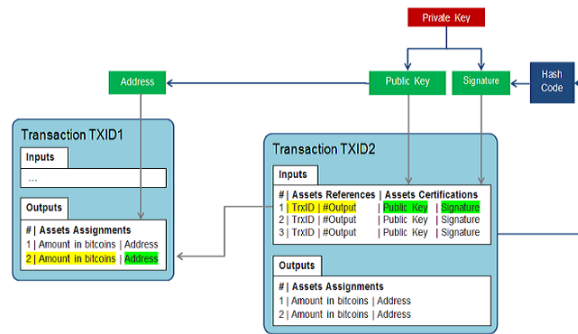 Private Key
Address
Public Key
Signature
Hash
Code
Transaction TXID1
Inputs
...
Outputs
# | Assets Assignments
1 | Amount in bitcoins | Address
2 | Amount in bitcoins | Address
Transaction TXID2
Inputs
# | Assets References | Assets Certifications
1 | TrxID | #Output | Public Key | Signature
2 | TrxID | #Output | Public Key | Signature
3 | TrxID | #Output | Public Key | Signature
Outputs
# | Assets Assignments
1 | Amount in bitcoins | Address
2 | Amount in bitcoins | Address